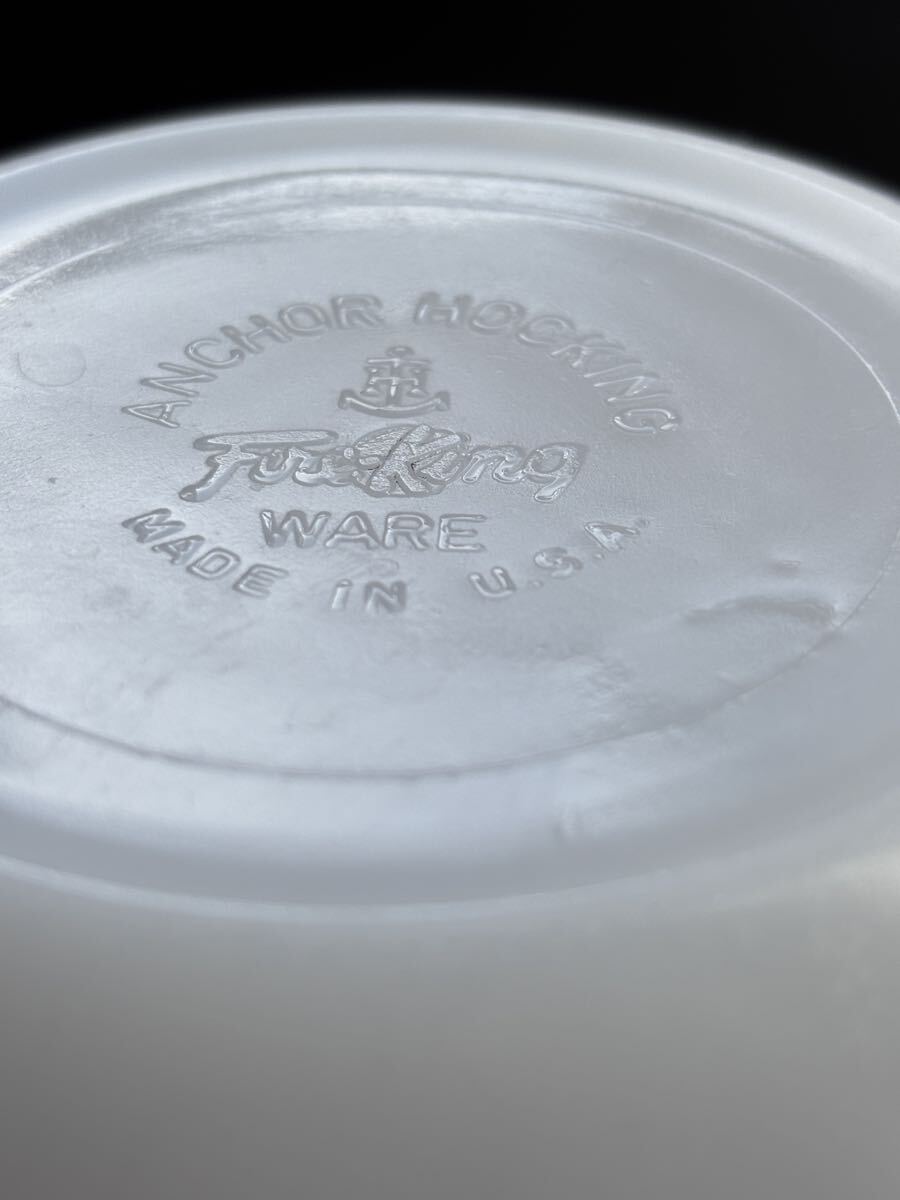 ANCHOR HOCKING
Fire-King
WARE
MADE IN U.S.A.